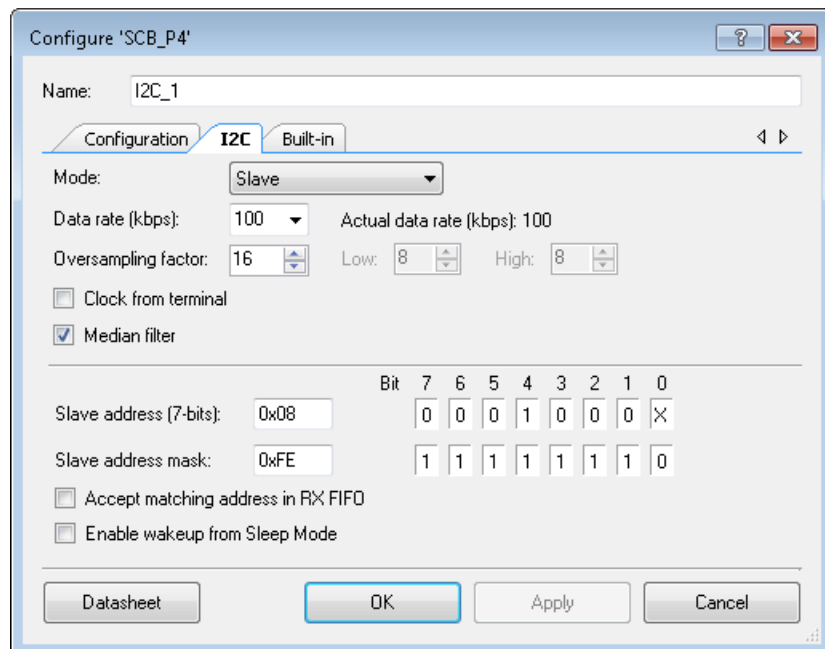 Configure 'SCB_P4'
Name: I2C_1
Configuration I2C Built-in
Mode: Slave
Data rate (kbps): 100 Actual data rate (kbps): 100
Oversampling factor: 16 Low: 8 High: 8
Clock from terminal
Median filter
Bit 7 6 5 4 3 2 1 0
Slave address (7-bits): 0x08 0 0 0 1 0 0 0 X
Slave address mask: 0xFE 1 1 1 1 1 1 1 0
Accept matching address in RX FIFO
Enable wakeup from Sleep Mode
Datasheet OK Apply Cancel